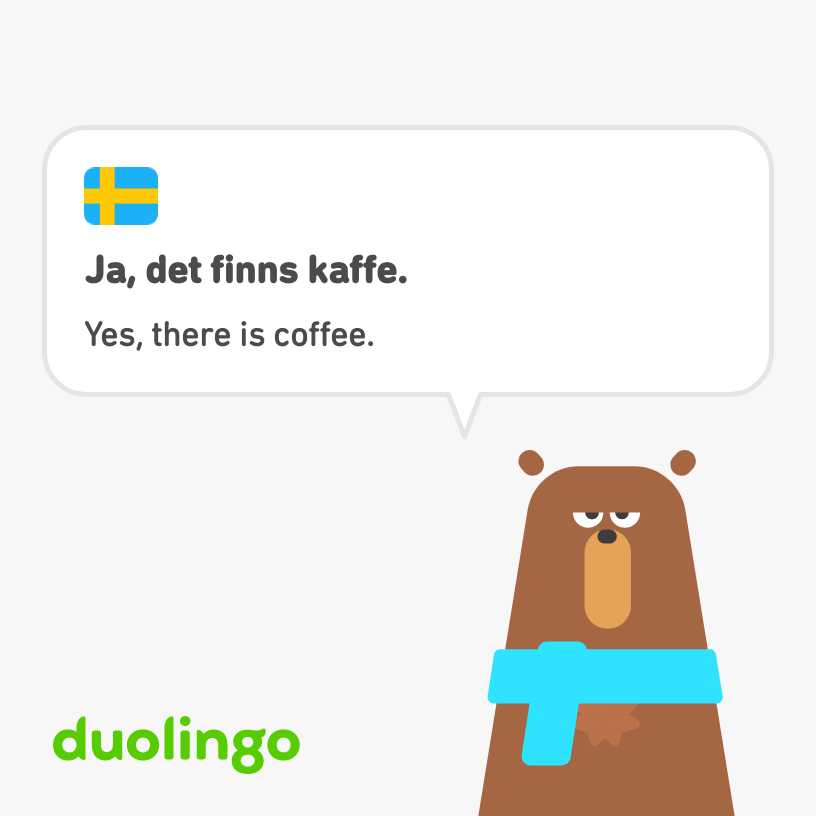 Ja, det finns kaffe.
Yes, there is coffee.
duolingo